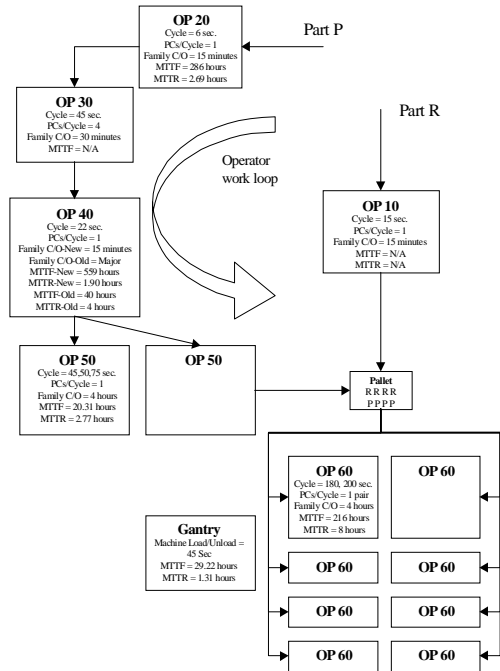 OP 20
Cycle = 6 sec.
PCs/Cycle = 1
Family C/O = 15 minutes
MTTF = 286 hours
MTTR = 2.69 hours
Part P
OP 30
Cycle = 45 sec.
PCs/Cycle = 4
Family C/O = 30 minutes
MTTF = N/A
Part R
Operator
work loop
OP 40
Cycle = 22 sec.
PCs/Cycle = 1
Family C/O-New = 15 minutes
Family C/O-Old = Major
MTTF-New = 559 hours
MTTR-New = 1.90 hours
MTTF-Old = 40 hours
MTTR-Old = 4 hours
OP 10
Cycle = 15 sec.
PCs/Cycle = 1
Family C/O = 15 minutes
MTTF = N/A
MTTR = N/A
OP 50
Cycle = 45,50,75 sec.
PCs/Cycle = 1
Family C/O = 4 hours
MTTF = 20.31 hours
MTTR = 2.77 hours
OP 50
Pallet
R R R R
P P P P
OP 60
Cycle = 180, 200 sec.
PCs/Cycle = 1 pair
Family C/O = 4 hours
MTTF = 216 hours
MTTR = 8 hours
OP 60
Gantry
Machine Load/Unload =
45 Sec
MTTF = 29.22 hours
MTTR = 1.31 hours
OP 60
OP 60
OP 60
OP 60
OP 60
OP 60